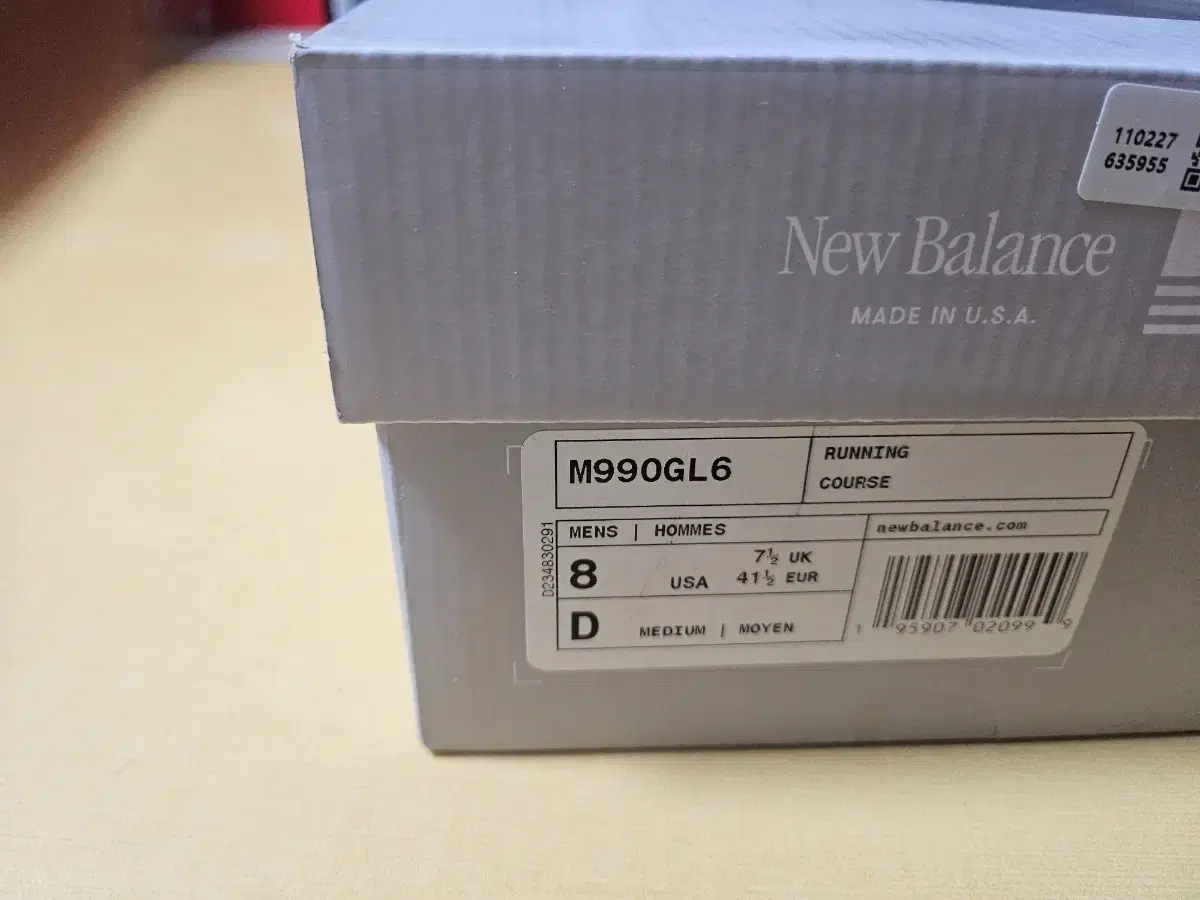 110227
635955
New Balance
MADE IN U.S.A.
M990GL6
RUNNING
COURSE
MENS | HOMMES
newbalance.com
8 USA 7½ UK
41½ EUR
D MEDIUM | MOYEN
D234830291
1 95907 02099 9